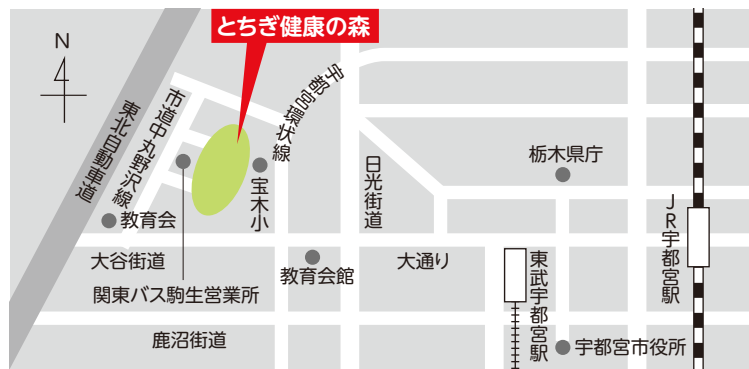 とちぎ健康の森
N
宇都宮環状線
市道中丸野沢線
東北自動車道
日光街道
栃木県庁
宝木小
教育会
JR宇都宮駅
大谷街道
教育会館
大通り
関東バス駒生営業所
東武宇都宮駅
鹿沼街道
宇都宮市役所